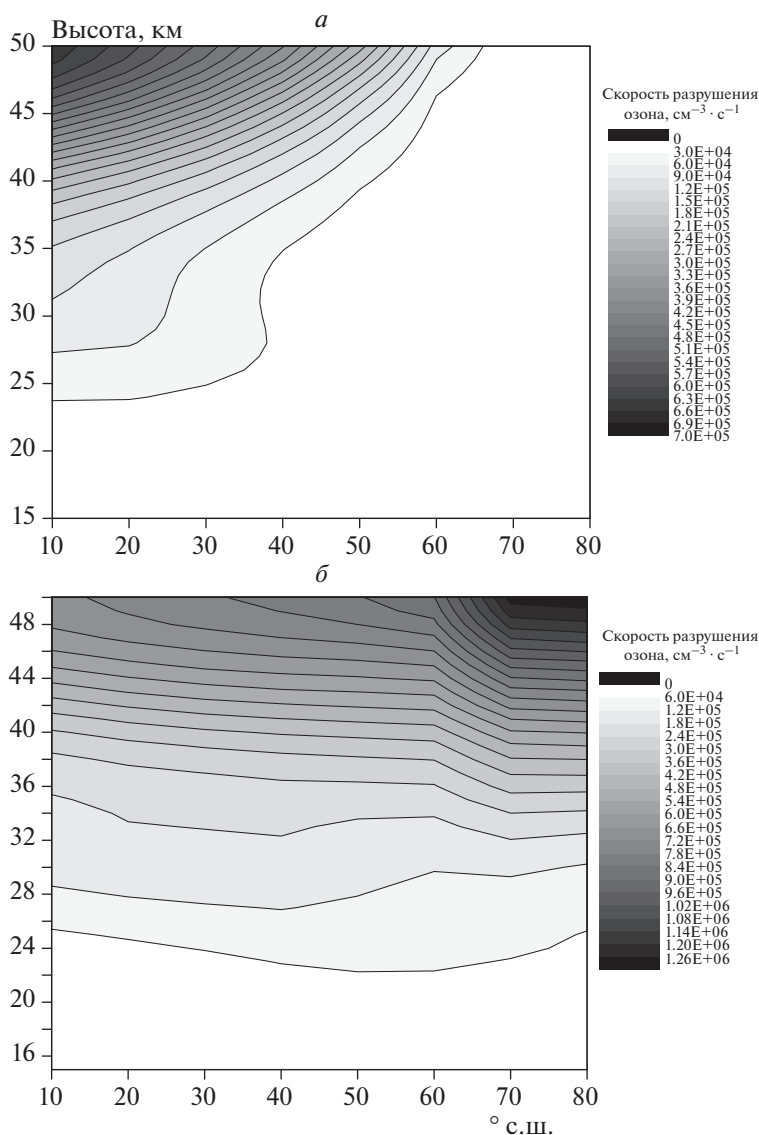 а
Высота, км
50
45
40
35
30
25
20
15
10 20 30 40 50 60 70 80
Скорость разрушения
озона, см−3 · с−1
0
3.0E+04
6.0E+04
9.0E+04
1.2E+05
1.5E+05
1.8E+05
2.1E+05
2.4E+05
2.7E+05
3.0E+05
3.3E+05
3.6E+05
3.9E+05
4.2E+05
4.5E+05
4.8E+05
5.1E+05
5.4E+05
5.7E+05
6.0E+05
6.3E+05
6.6E+05
6.9E+05
7.0E+05
б
48
44
40
36
32
28
24
20
16
10 20 30 40 50 60 70 80
° с.ш.
Скорость разрушения
озона, см−3 · с−1
0
6.0E+04
1.2E+05
1.8E+05
2.4E+05
3.0E+05
3.6E+05
4.2E+05
4.8E+05
5.4E+05
6.0E+05
6.6E+05
7.2E+05
7.8E+05
8.4E+05
9.0E+05
9.6E+05
1.02E+06
1.08E+06
1.14E+06
1.20E+06
1.26E+06